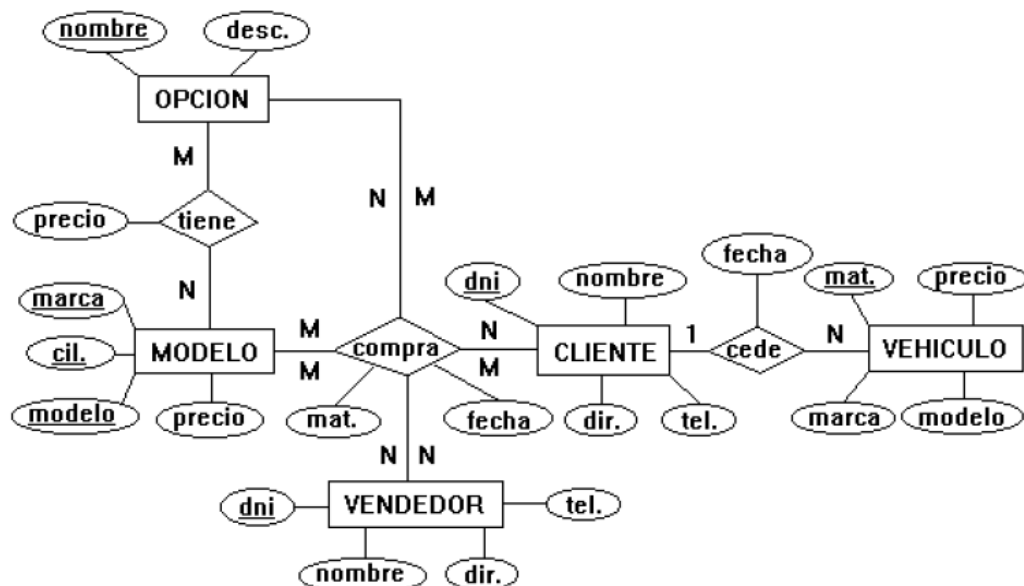 nombre desc.
OPCION
M
N M
precio tiene
fecha
dni nombre mat. precio
N
marca
M N 1 N
cil. MODELO compra CLIENTE cede VEHICULO
M M
modelo precio mat. fecha dir. tel. marca modelo
N N
dni VENDEDOR tel.
nombre dir.